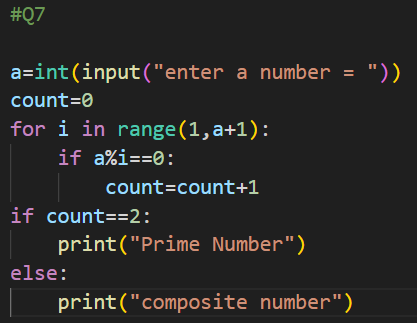 #Q7
a=int(input("enter a number = "))
count=0
for i in range(1,a+1):
    if a%i==0:
        count=count+1
if count==2:
    print("Prime Number")
else:
    print("composite number")